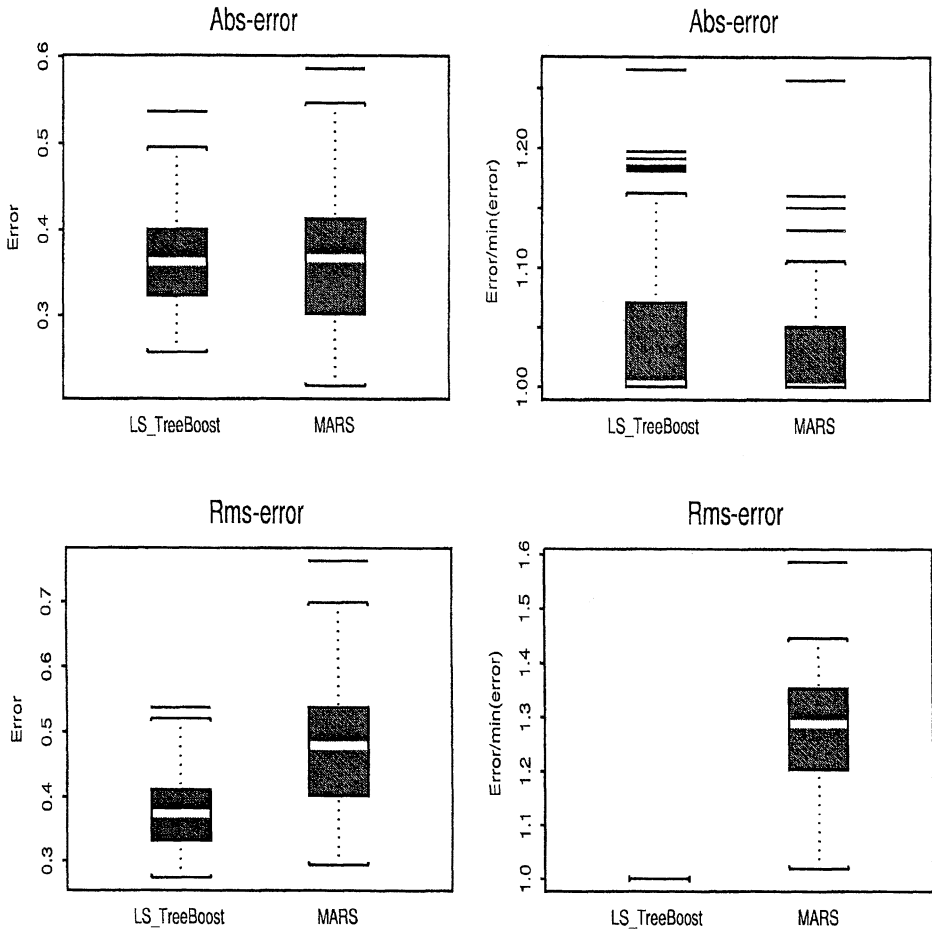 Abs-error
Error
0.6
0.5
0.4
0.3
LS_TreeBoost
MARS
Abs-error
Error/min(error)
1.20
1.10
1.00
LS_TreeBoost
MARS
Rms-error
Error
0.7
0.6
0.5
0.4
0.3
LS_TreeBoost
MARS
Rms-error
Error/min(error)
1.6
1.5
1.4
1.3
1.2
1.1
1.0
LS_TreeBoost
MARS